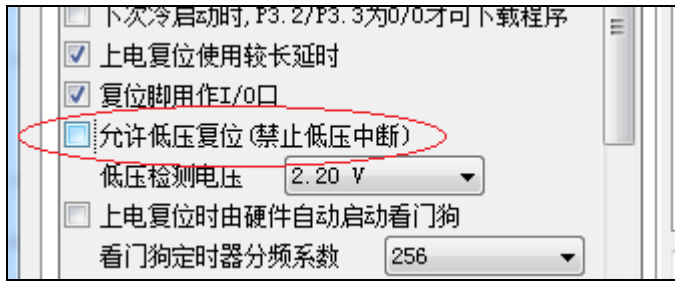 下次冷启动时,P3.2/P3.3为0/0才可下载程序
上电复位使用较长延时
复位脚用作I/O口
允许低压复位(禁止低压中断)
低压检测电压 2.20 V
上电复位时由硬件自动启动看门狗
看门狗定时器分频系数 256